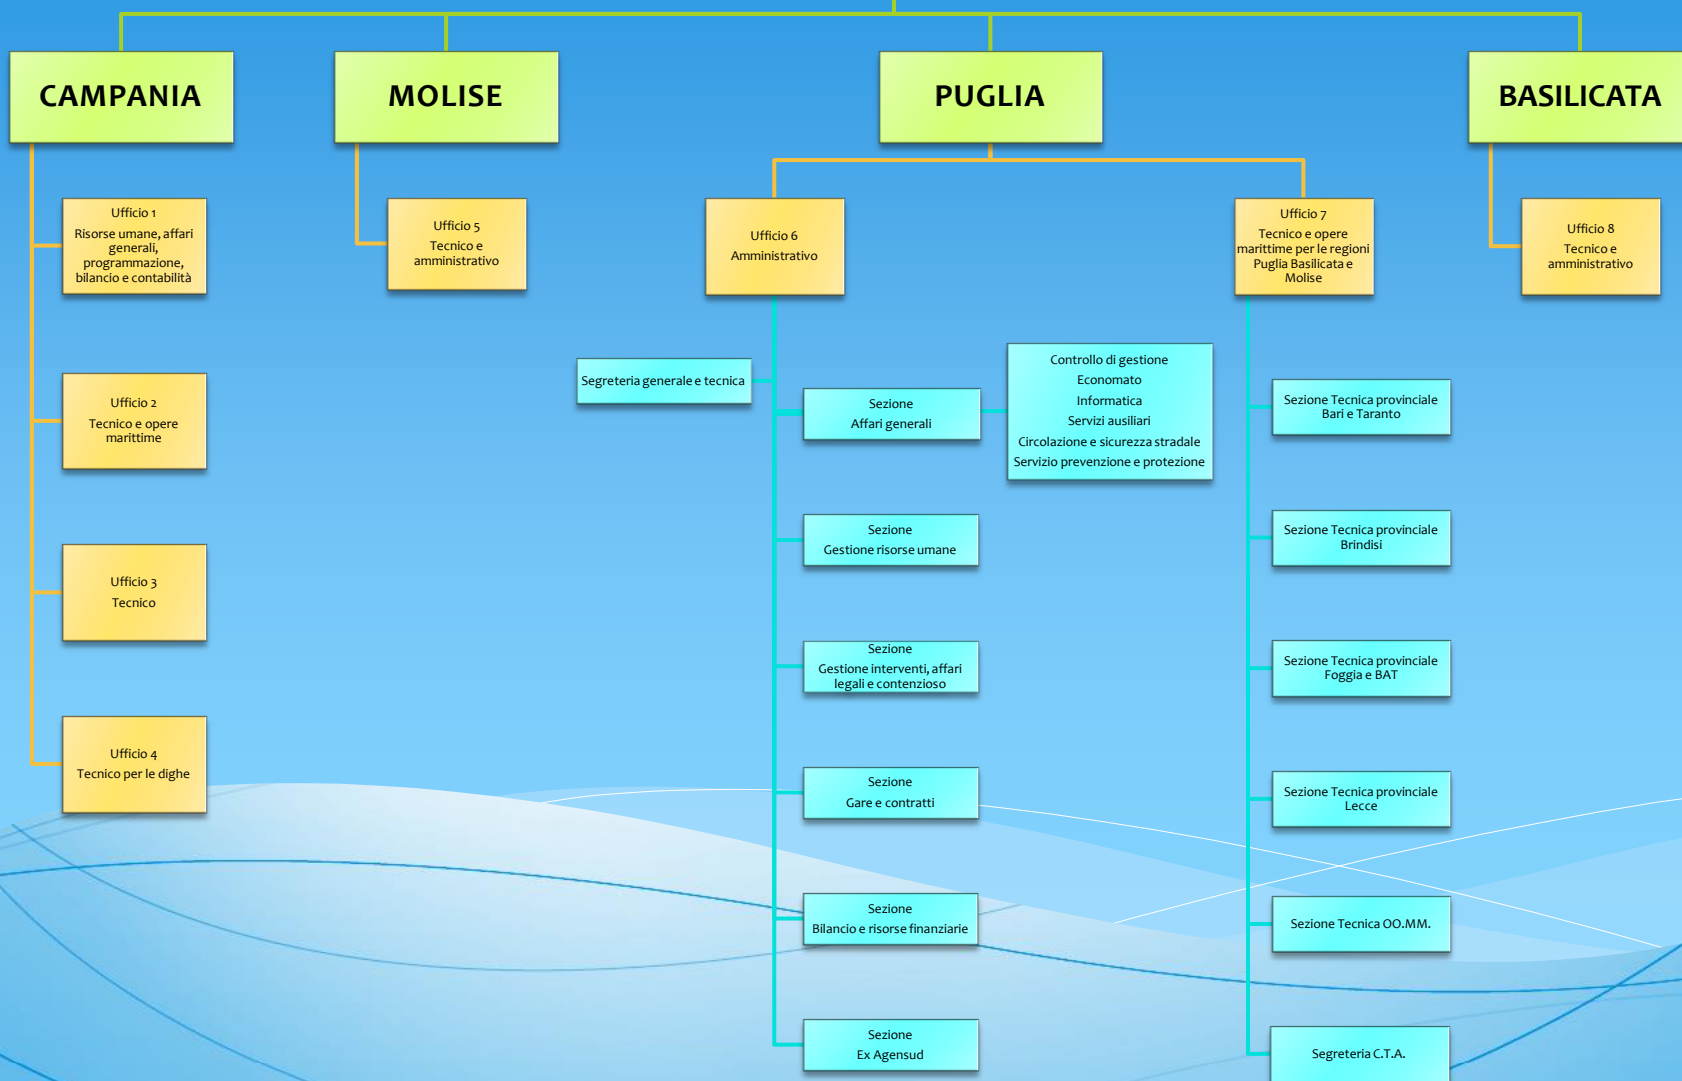 CAMPANIA
MOLISE
PUGLIA
BASILICATA
Ufficio 1
Risorse umane, affari
generali,
programmazione,
bilancio e contabilità
Ufficio 2
Tecnico e opere
marittime
Ufficio 3
Tecnico
Ufficio 4
Tecnico per le dighe
Ufficio 5
Tecnico e
amministrativo
Ufficio 6
Amministrativo
Segreteria generale e tecnica
Sezione
Affari generali
Controllo di gestione
Economato
Informatica
Servizi ausiliari
Circolazione e sicurezza stradale
Servizio prevenzione e protezione
Sezione
Gestione risorse umane
Sezione
Gestione interventi, affari
legali e contenzioso
Sezione
Gare e contratti
Sezione
Bilancio e risorse finanziarie
Sezione
Ex Agensud
Ufficio 7
Tecnico e opere
marittime per le regioni
Puglia Basilicata e
Molise
Sezione Tecnica provinciale
Bari e Taranto
Sezione Tecnica provinciale
Brindisi
Sezione Tecnica provinciale
Foggia e BAT
Sezione Tecnica provinciale
Lecce
Sezione Tecnica OO.MM.
Segreteria C.T.A.
Ufficio 8
Tecnico e
amministrativo